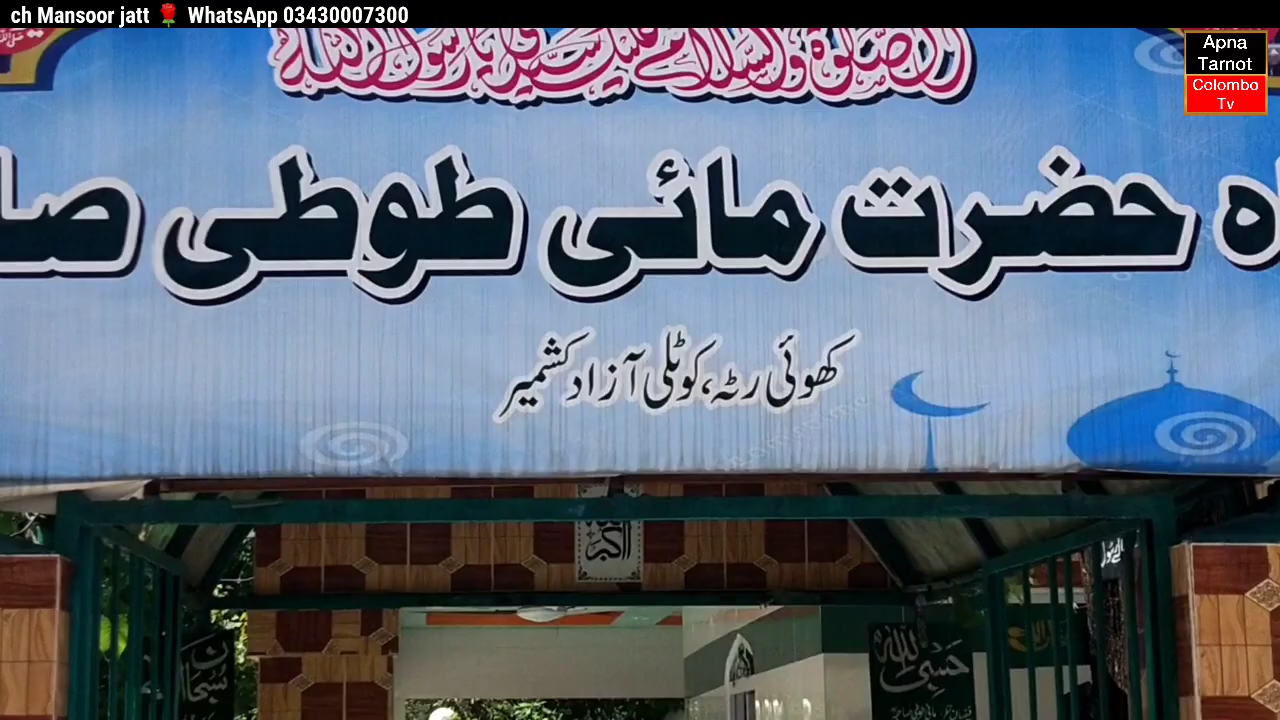 ch Mansoor jatt 🌹 WhatsApp 03430007300
Apna
Tarnot
Colombo
Tv
الصلوۃ والسلام علیک یا رسول اللہ
ہ حضرت مائی طوطی صا
کھوئی رٹہ، کوٹلی آزاد کشمیر
اللہ اکبر
حسبی اللہ
سبحان